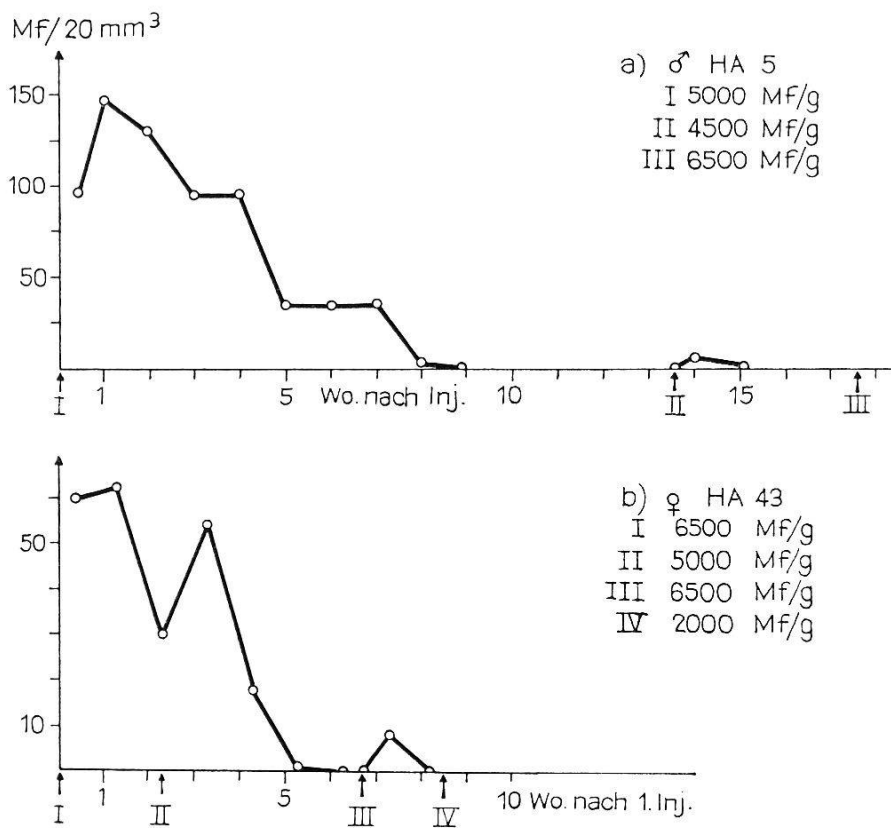 Mf/20 mm³
a) ♂ HA 5
I 5000 Mf/g
II 4500 Mf/g
III 6500 Mf/g
150
100
50
1 5 Wo. nach Inj. 10 15
I II III
b) ♀ HA 43
I 6500 Mf/g
II 5000 Mf/g
III 6500 Mf/g
IV 2000 Mf/g
50
10
1 5 10 Wo. nach 1. Inj.
I II III IV